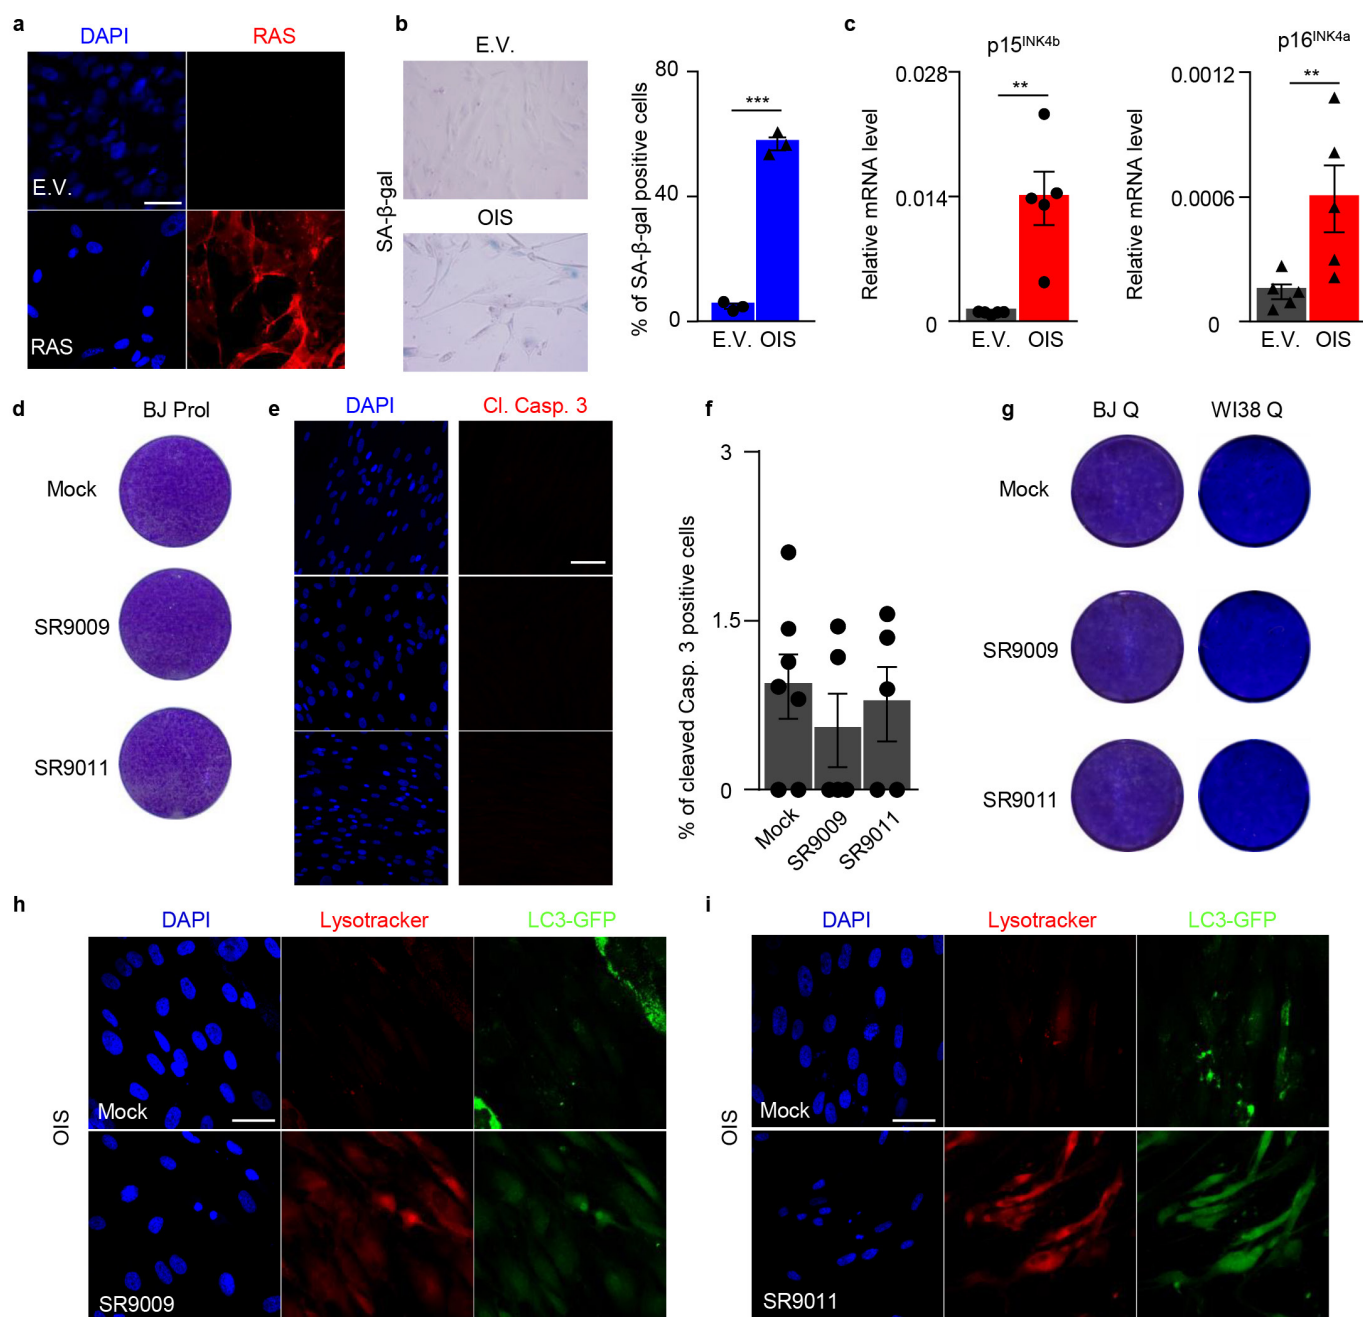 a
DAPI
RAS
E.V.
RAS
b
E.V.
OIS
SA-β-gal
% of SA-β-gal positive cells
80
40
0
***
E.V. OIS
c
p15INK4b
Relative mRNA level
0.028
0.014
0
**
E.V. OIS
p16INK4a
Relative mRNA level
0.0012
0.0006
0
**
E.V. OIS
d
BJ Prol
Mock
SR9009
SR9011
e
DAPI
Cl. Casp. 3
f
% of cleaved Casp. 3 positive cells
3
1.5
0
Mock
SR9009
SR9011
g
BJ Q
WI38 Q
Mock
SR9009
SR9011
h
DAPI
Lysotracker
LC3-GFP
OIS
Mock
SR9009
i
DAPI
Lysotracker
LC3-GFP
OIS
Mock
SR9011